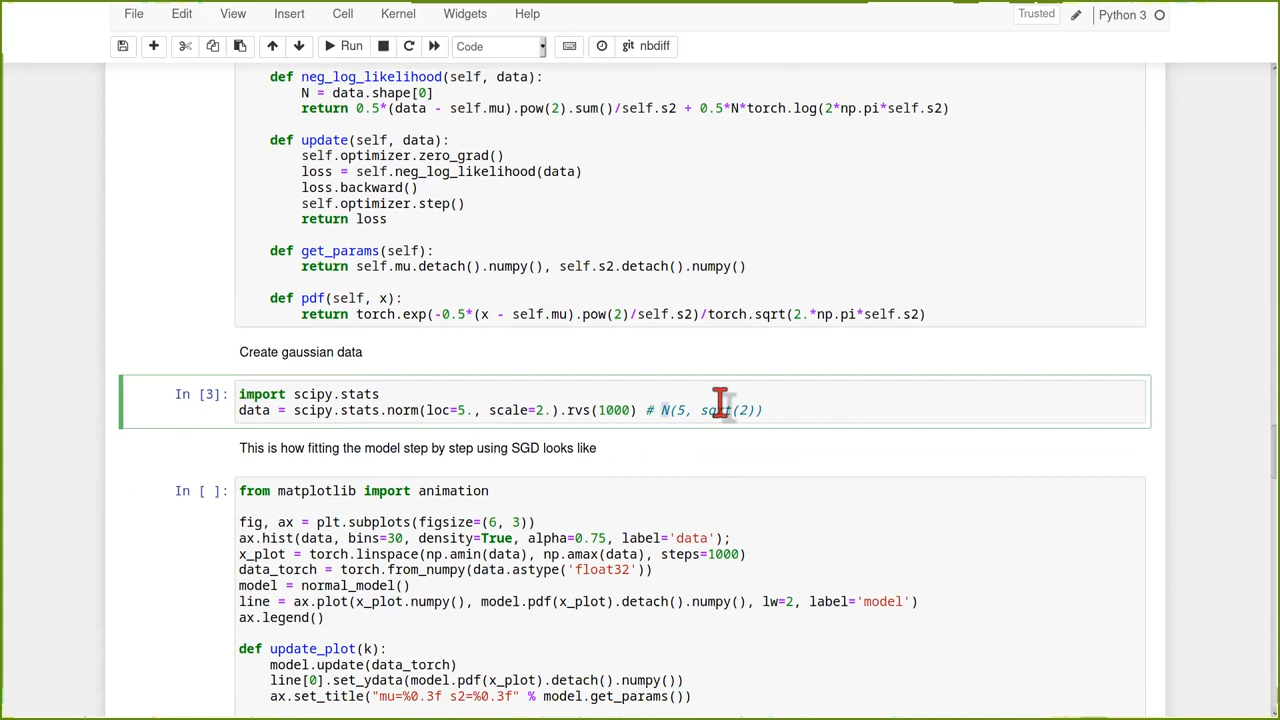 File Edit View Insert Cell Kernel Widgets Help Trusted Python 3
Run Code git nbdiff
def neg_log_likelihood(self, data):
N = data.shape[0]
return 0.5*(data - self.mu).pow(2).sum()/self.s2 + 0.5*N*torch.log(2*np.pi*self.s2)
def update(self, data):
self.optimizer.zero_grad()
loss = self.neg_log_likelihood(data)
loss.backward()
self.optimizer.step()
return loss
def get_params(self):
return self.mu.detach().numpy(), self.s2.detach().numpy()
def pdf(self, x):
return torch.exp(-0.5*(x - self.mu).pow(2)/self.s2)/torch.sqrt(2.*np.pi*self.s2)
Create gaussian data
In [3]: import scipy.stats
data = scipy.stats.norm(loc=5., scale=2.).rvs(1000) # N(5, sqrt(2))
This is how fitting the model step by step using SGD looks like
In [ ]: from matplotlib import animation
fig, ax = plt.subplots(figsize=(6, 3))
ax.hist(data, bins=30, density=True, alpha=0.75, label='data');
x_plot = torch.linspace(np.amin(data), np.amax(data), steps=1000)
data_torch = torch.from_numpy(data.astype('float32'))
model = normal_model()
line = ax.plot(x_plot.numpy(), model.pdf(x_plot).detach().numpy(), lw=2, label='model')
ax.legend()
def update_plot(k):
model.update(data_torch)
line[0].set_ydata(model.pdf(x_plot).detach().numpy())
ax.set_title("mu=%0.3f s2=%0.3f" % model.get_params())